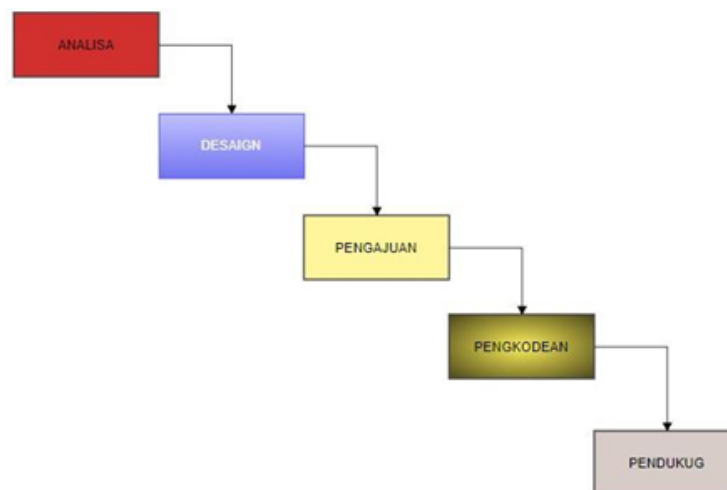 ANALISA
DESAIGN
PENGAJUAN
PENGKODEAN
PENDUKUG